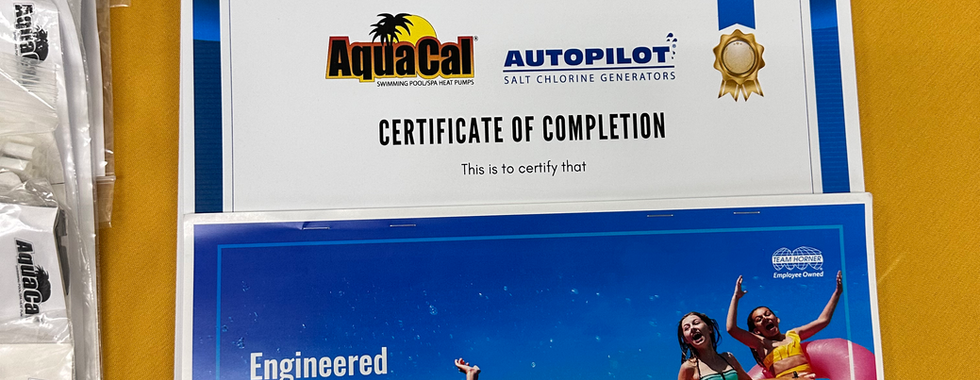 AquaCal
SWIMMING POOL/SPA HEAT PUMPS
AUTOPILOT
SALT CHLORINE GENERATORS
CERTIFICATE OF COMPLETION
This is to certify that
TEAM HORNER
Employee Owned
Engineered
AquaCal
AquaCal